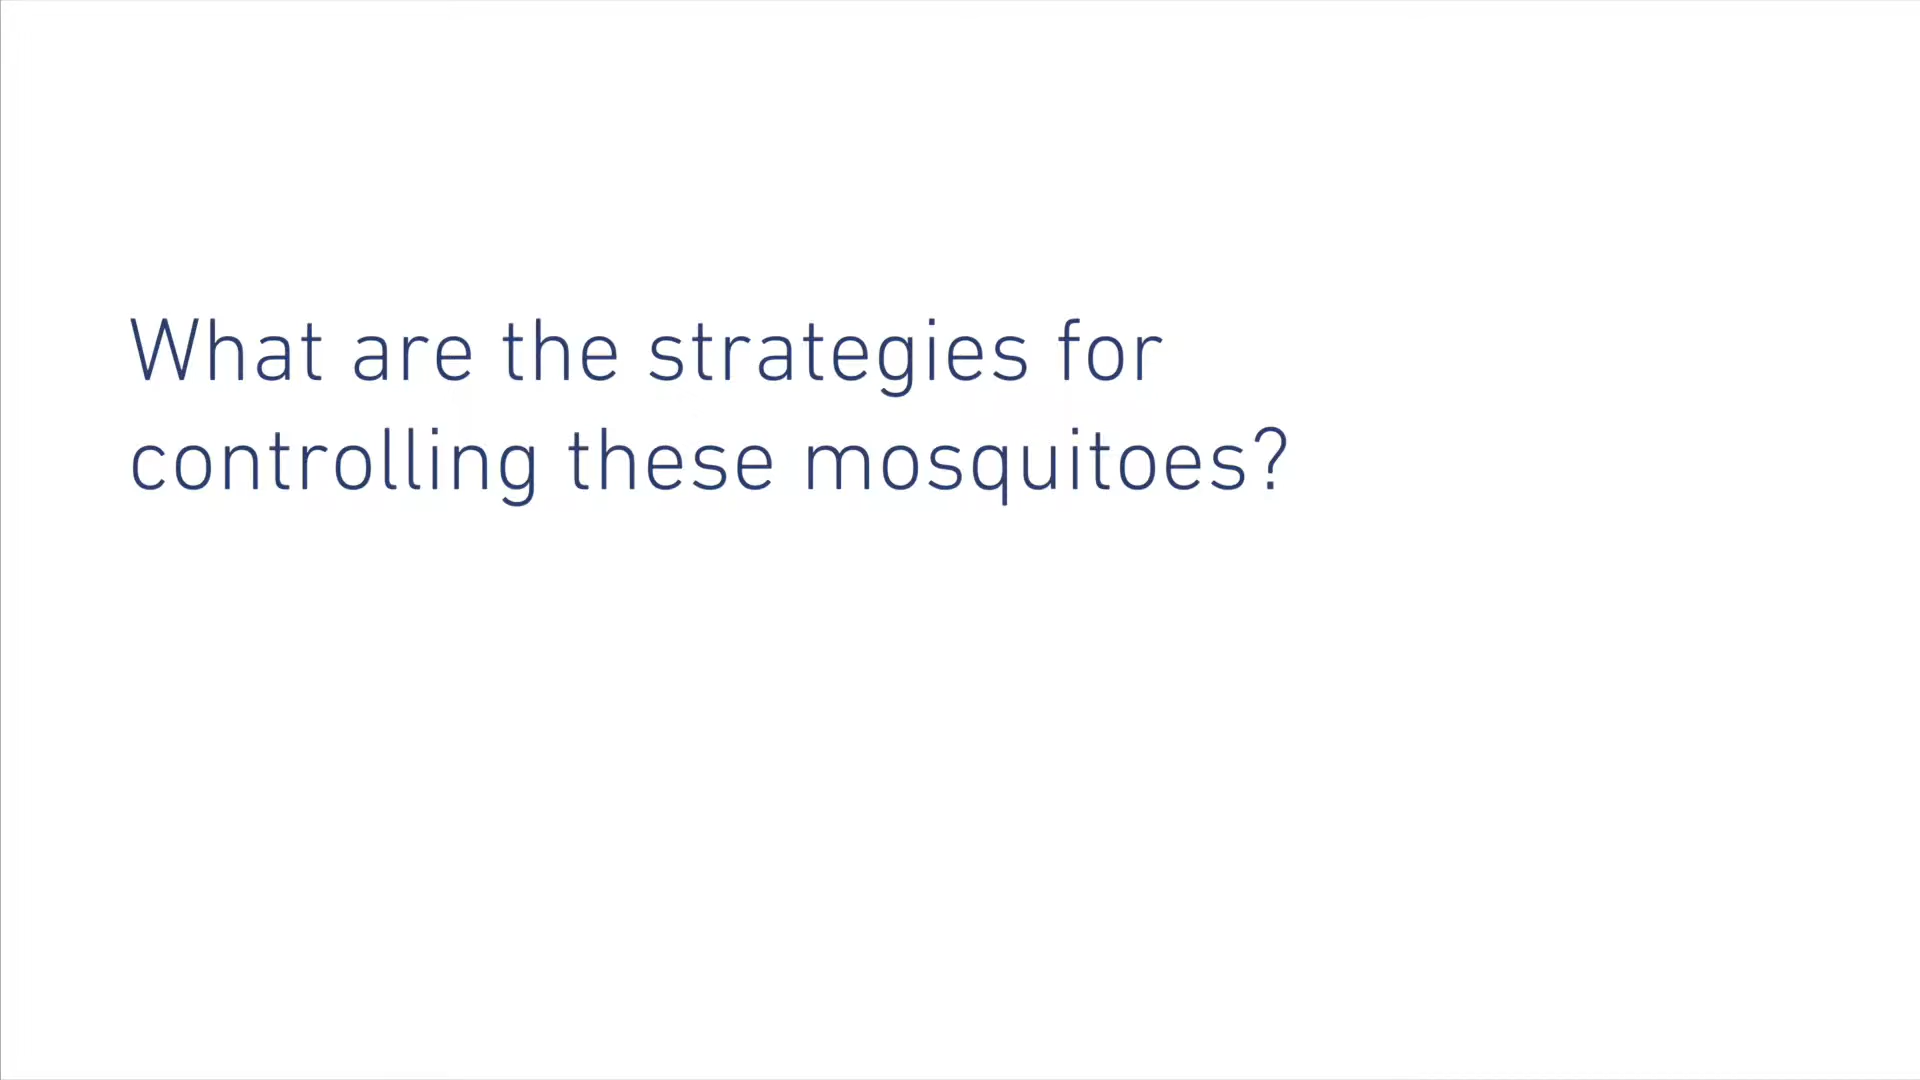 What are the strategies for
controlling these mosquitoes?